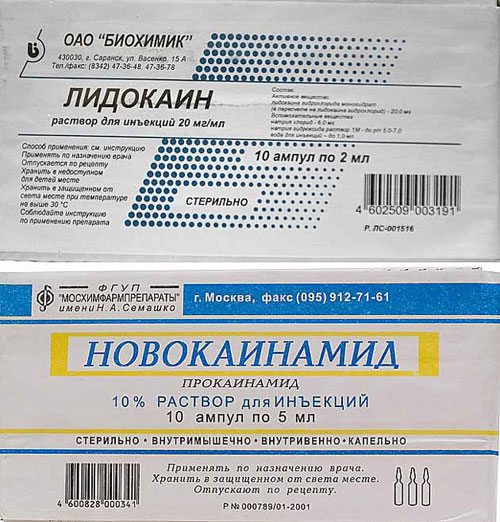 ОАО "БИОХИМИК"
430030, г. Саранск, ул. Васенко, 15 А
Тел./факс: (8342) 47-36-48, 47-36-78
ЛИДОКАИН
раствор для инъекций 20 мг/мл
Состав:
Активное вещество:
лидокаина гидрохлорида моногидрат
(в пересчете на лидокаина гидрохлорид) - 20,0 мг
Вспомогательные вещества:
натрия хлорид - 6,0 мг
натрия гидроксида раствор 1М - до рН 5,0-7,0
вода для инъекций - до 1,0 мл
Способ применения: см. инструкцию
Применять по назначению врача
Отпускается по рецепту
Хранить в недоступном
для детей месте
Хранить в защищенном от
света месте при температуре
не выше 30 °С
Соблюдайте инструкцию
по применению препарата
10 ампул по 2 мл
СТЕРИЛЬНО
4 602509 003191
Р. ЛС-001516
ФГУП
"МОСХИМФАРМПРЕПАРАТЫ"
имени Н.А. Семашко
г. Москва, факс (095) 912-71-61
НОВОКАИНАМИД
ПРОКАИНАМИД
10% РАСТВОР для ИНЪЕКЦИЙ
10 ампул по 5 мл
СТЕРИЛЬНО • ВНУТРИМЫШЕЧНО • ВНУТРИВЕННО • КАПЕЛЬНО
4 600828 000341
Применять по назначению врача.
Хранить в защищенном от света месте.
Отпускают по рецепту.
Р № 000789/01-2001